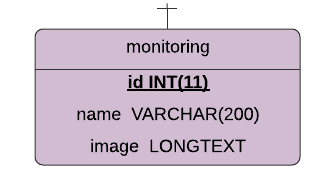 monitoring
id INT(11)
name VARCHAR(200)
image LONGTEXT